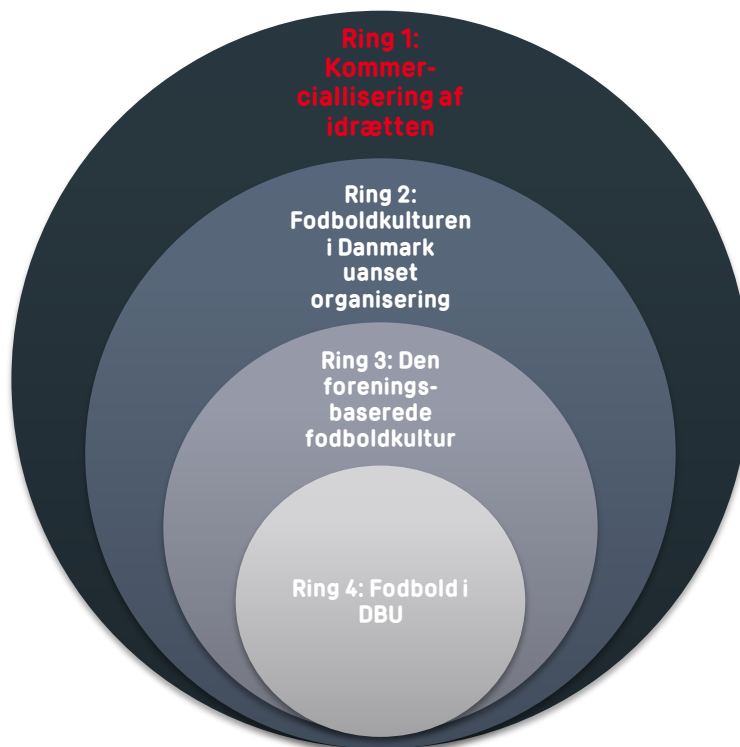 Ring 1:
Kommer-
ciallisering af
idrætten
Ring 2:
Fodboldkulturen
i Danmark
uanset
organisering
Ring 3: Den
forenings-
baserede
fodboldkultur
Ring 4: Fodbold i
DBU